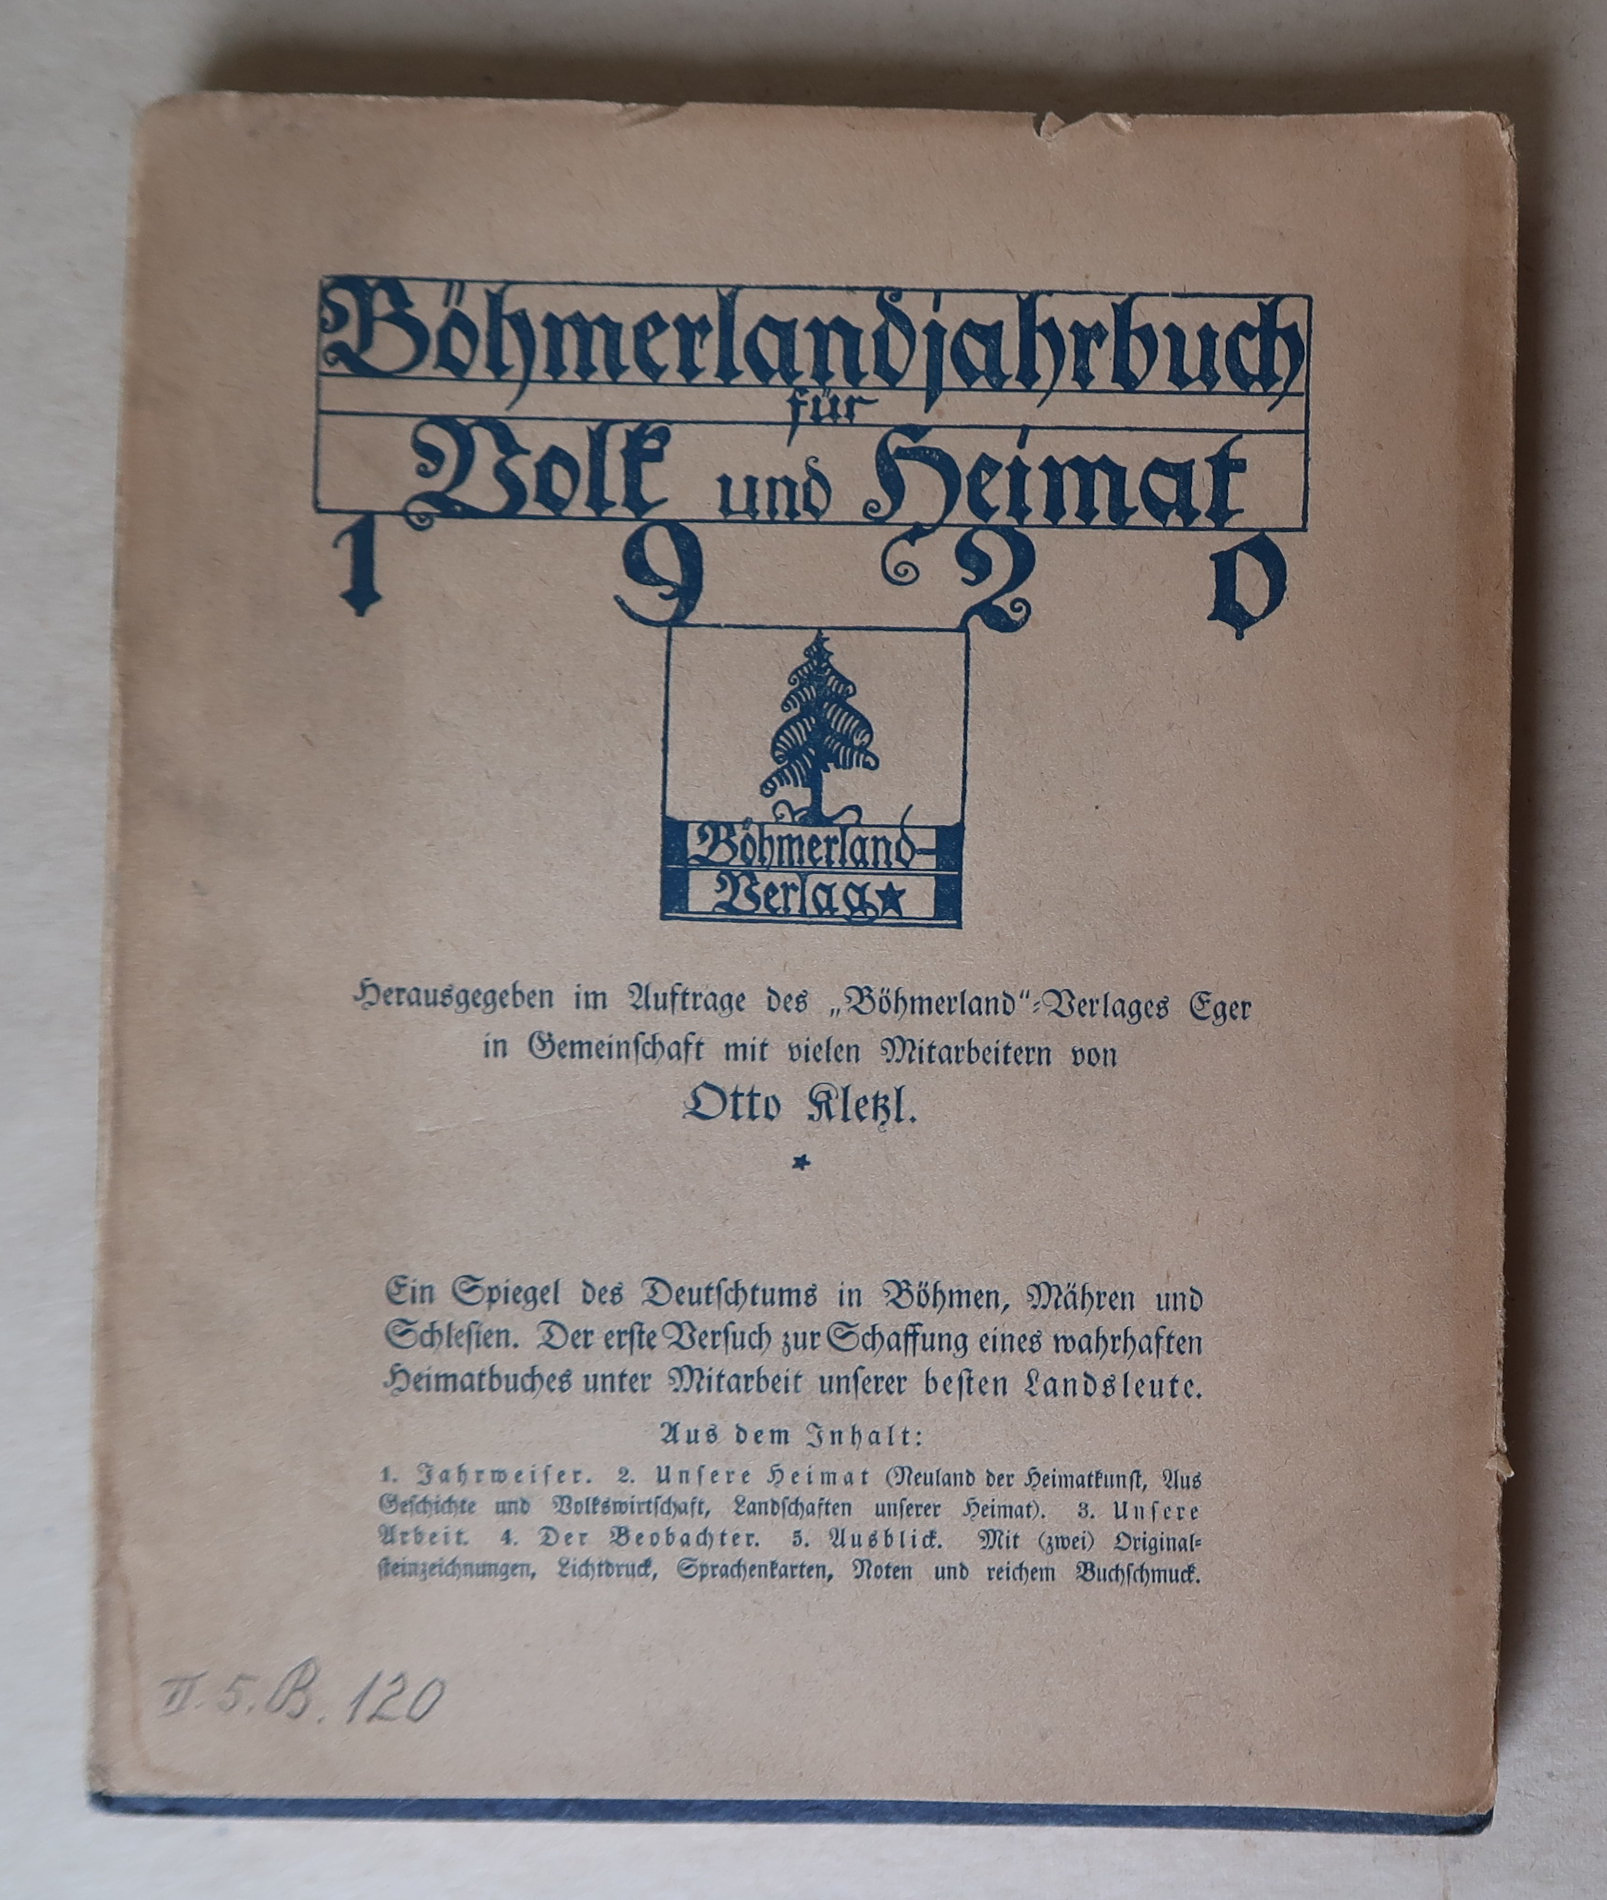 Böhmerlandjahrbuch
für
Volk und Heimat
1920
Böhmerland-
Verlag★
Herausgegeben im Auftrage des „Böhmerland“-Verlages Eger
in Gemeinſchaft mit vielen Mitarbeitern von
Otto Kletzl.
*
Ein Spiegel des Deutſchtums in Böhmen, Mähren und
Schleſien. Der erſte Verſuch zur Schaffung eines wahrhaften
Heimatbuches unter Mitarbeit unſerer beſten Landsleute.
Aus dem Inhalt:
1. Jahrweiſer. 2. Unſere Heimat (Neuland der Heimatkunſt, Aus
Geſchichte und Volkswirtſchaft, Landſchaften unſerer Heimat). 3. Unſere
Arbeit. 4. Der Beobachter. 5. Ausblick. Mit (zwei) Original-
ſteinzeichnungen, Lichtdruck, Sprachenkarten, Noten und reichem Buchſchmuck.
II. 5. B. 120